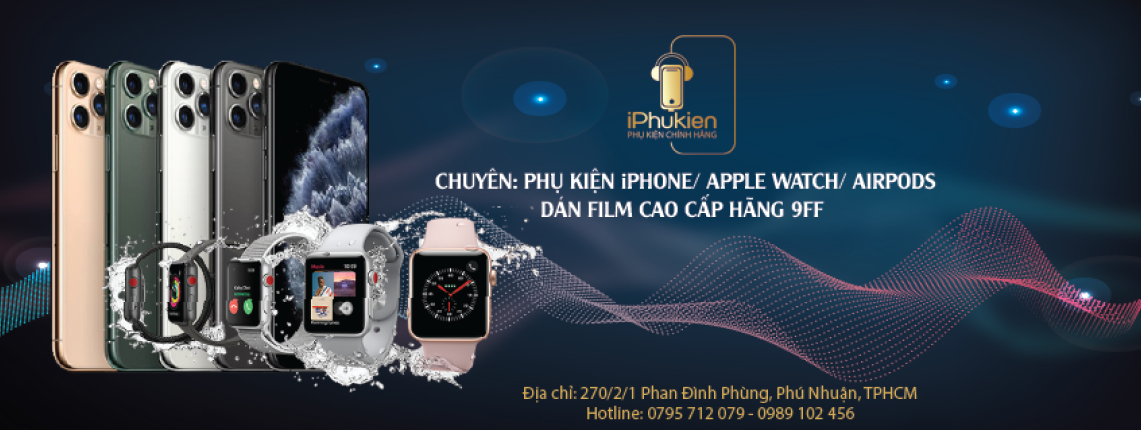 iPhukien
PHỤ KIỆN CHÍNH HÃNG
CHUYÊN: PHỤ KIỆN iPHONE/ APPLE WATCH/ AIRPODS
DÁN FILM CAO CẤP HÃNG 9FF
Địa chỉ: 270/2/1 Phan Đình Phùng, Phú Nhuận, TPHCM
Hotline: 0795 712 079 - 0989 102 456